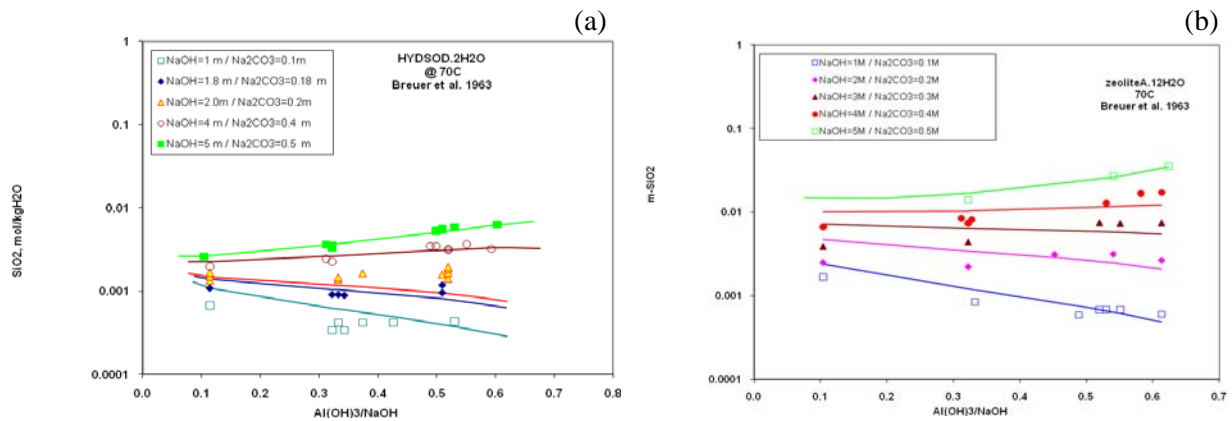 (a)
1
0.1
0.01
0.001
0.0001
SiO2, mol/kgH2O
NaOH=1 m / Na2CO3=0.1m
NaOH=1.8 m / Na2CO3=0.18 m
NaOH=2.0m / Na2CO3=0.2m
NaOH=4 m / Na2CO3=0.4 m
NaOH=5 m / Na2CO3=0.5 m
HYDSOD.2H2O
@ 70C
Breuer et al. 1963
0.0 0.1 0.2 0.3 0.4 0.5 0.6 0.7 0.8
Al(OH)3/NaOH
(b)
1
0.1
0.01
0.001
0.0001
m-SiO2
NaOH=1M / Na2CO3=0.1M
NaOH=2M / Na2CO3=0.2M
NaOH=3M / Na2CO3=0.3M
NaOH=4M / Na2CO3=0.4M
NaOH=5M / Na2CO3=0.5M
zeoliteA.12H2O
70C
Breuer et al. 1963
0.0 0.1 0.2 0.3 0.4 0.5 0.6 0.7
Al(OH)3/NaOH